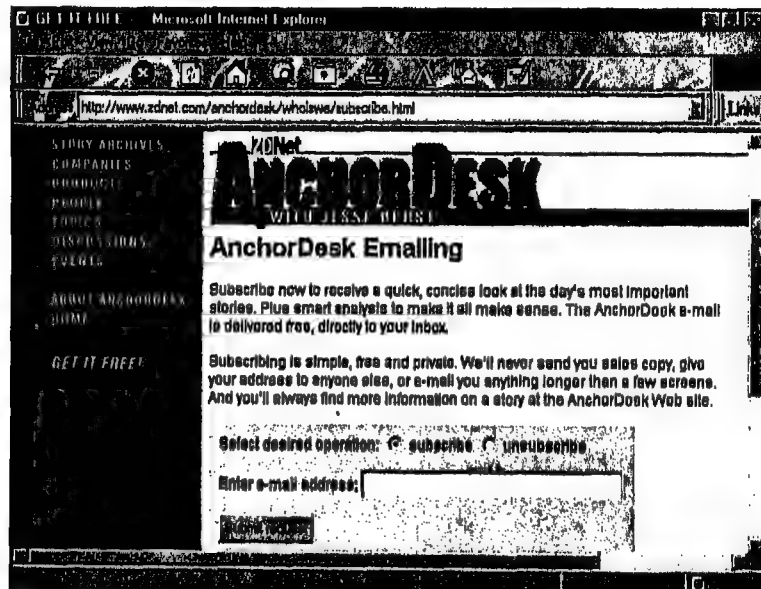 GET IT FREE - Microsoft Internet Explorer
http://www.zdnet.com/anchordesk/whoiswe/subscribe.html
Links
STORY ARCHIVES
COMPANIES
PRODUCTS
PEOPLE
TOPICS
DISCUSSIONS
EVENTS
ABOUT ANCHORDESK
HOME
GET IT FREE!
ZDNet
ANCHORDESK
WITH JESSE BERST
AnchorDesk Emailing
Subscribe now to receive a quick, concise look at the day's most important
stories. Plus smart analysis to make it all make sense. The AnchorDesk e-mail
is delivered free, directly to your inbox.
Subscribing is simple, free and private. We'll never send you sales copy, give
your address to anyone else, or e-mail you anything longer than a few screens.
And you'll always find more information on a story at the AnchorDesk Web site.
Select desired operation: subscribe unsubscribe
Enter e-mail address: